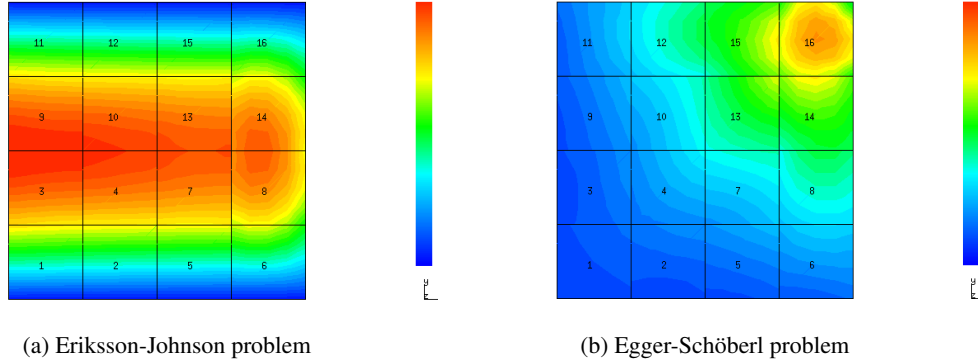 11 12 15 16
9 10 13 14
3 4 7 8
1 2 5 6
y
z
11 12 15 16
9 10 13 14
3 4 7 8
1 2 5 6
y
z
(a) Eriksson-Johnson problem
(b) Egger-Schöberl problem